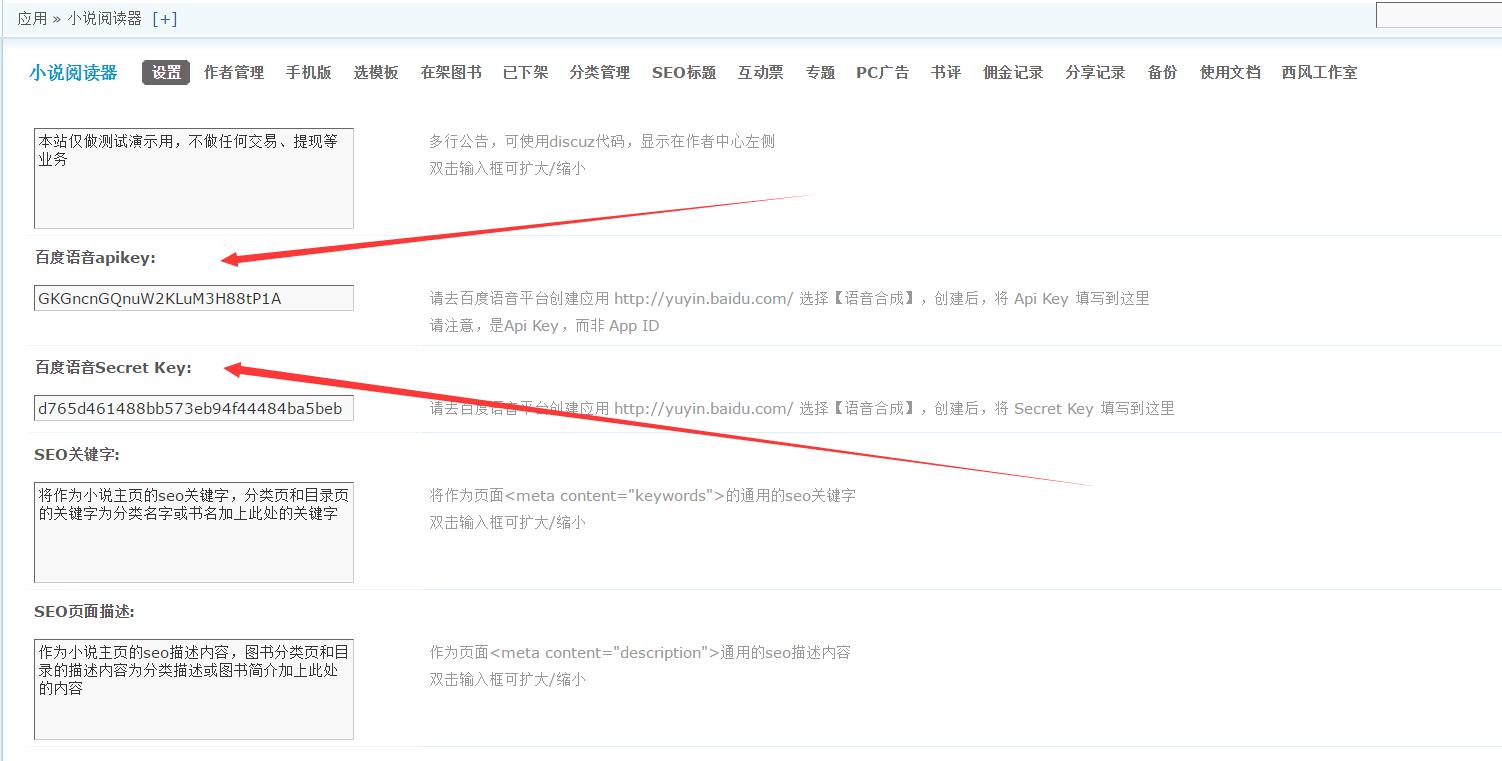 应用 » 小说阅读器 [+]
小说阅读器 设置 作者管理 手机版 选模板 在架图书 已下架 分类管理 SEO标题 互动票 专题 PC广告 书评 佣金记录 分享记录 备份 使用文档 西风工作室
本站仅做测试演示用，不做任何交易、提现等
业务
多行公告，可使用discuz代码，显示在作者中心左侧
双击输入框可扩大/缩小
百度语音apikey:
GKGncnGQnuW2KLuM3H88tP1A
请去百度语音平台创建应用 http://yuyin.baidu.com/ 选择【语音合成】，创建后，将 Api Key 填写到这里
请注意，是Api Key，而非 App ID
百度语音Secret Key:
d765d461488bb573eb94f44484ba5beb
请去百度语音平台创建应用 http://yuyin.baidu.com/ 选择【语音合成】，创建后，将 Secret Key 填写到这里
SEO关键字:
将作为小说主页的seo关键字，分类页和目录页
的关键字为分类名字或书名加上此处的关键字
将作为页面<meta content="keywords">的通用的seo关键字
双击输入框可扩大/缩小
SEO页面描述:
作为小说主页的seo描述内容，图书分类页和目
录的描述内容为分类描述或图书简介加上此处
的内容
作为页面<meta content="description">通用的seo描述内容
双击输入框可扩大/缩小